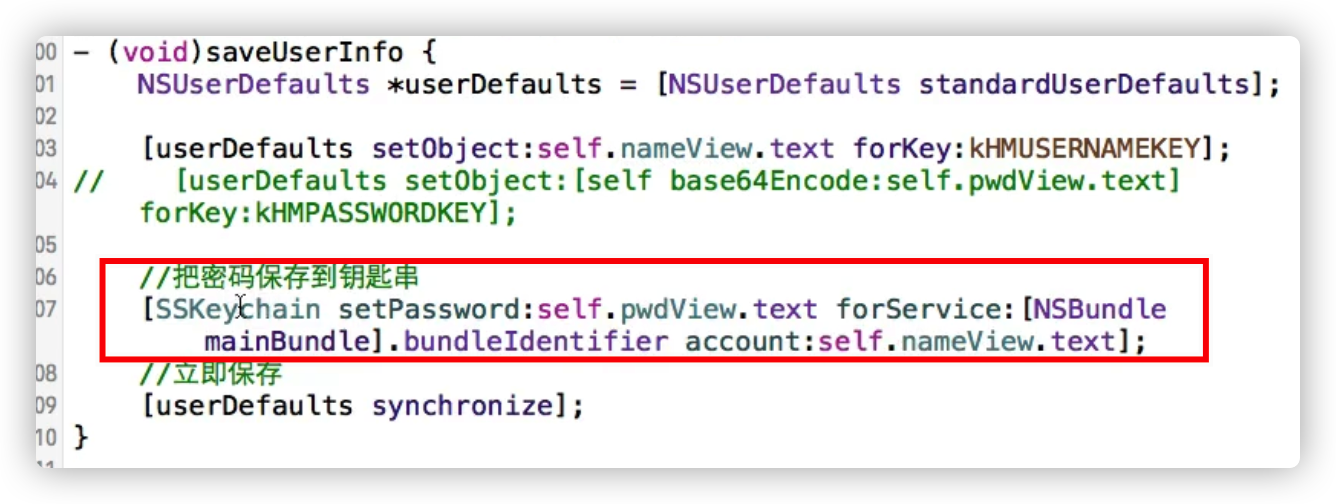 00 - (void)saveUserInfo {
01 NSUserDefaults *userDefaults = [NSUserDefaults standardUserDefaults];
02
03 [userDefaults setObject:self.nameView.text forKey:kHMUSERNAMEKEY];
04 // [userDefaults setObject:[self base64Encode:self.pwdView.text]
forKey:kHMPASSWORDKEY];
05
06 //把密码保存到钥匙串
07 [SSKeychain setPassword:self.pwdView.text forService:[NSBundle
mainBundle].bundleIdentifier account:self.nameView.text];
08 //立即保存
09 [userDefaults synchronize];
10 }
11